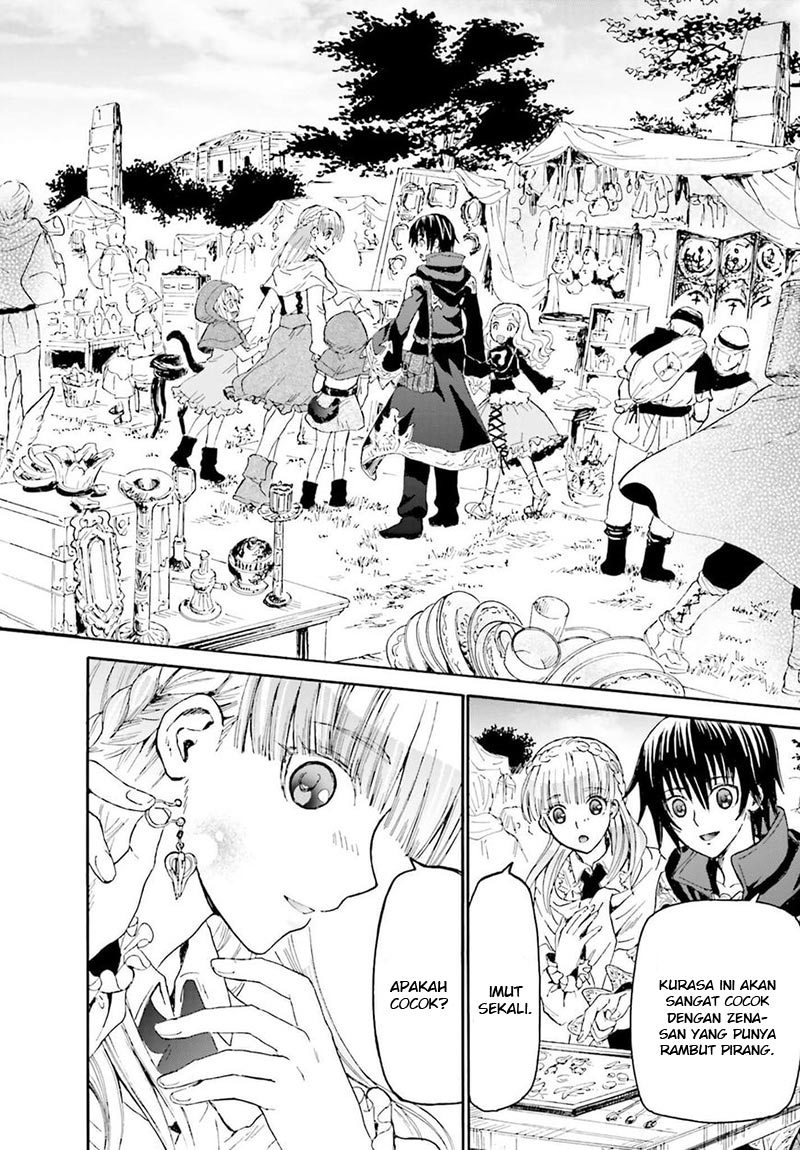 KURASA INI AKAN
SANGAT COCOK
DENGAN ZENA-
SAN YANG PUNYA
RAMBUT PIRANG.
IMUT
SEKALI.
APAKAH
COCOK?